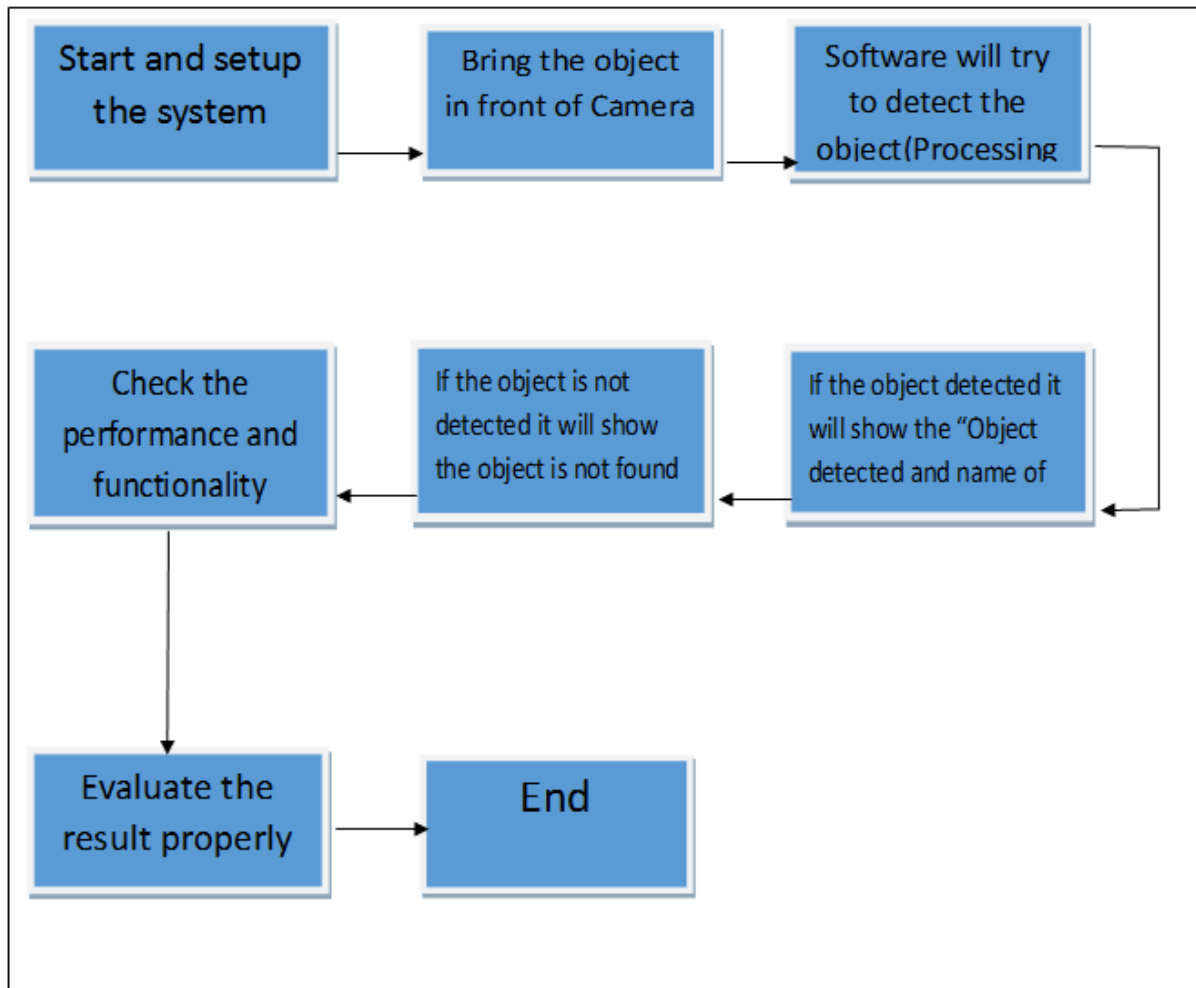 Start and setup
the system
Bring the object
in front of Camera
Software will try
to detect the
object(Processing
If the object detected it
will show the “Object
detected and name of
If the object is not
detected it will show
the object is not found
Check the
performance and
functionality
Evaluate the
result properly
End